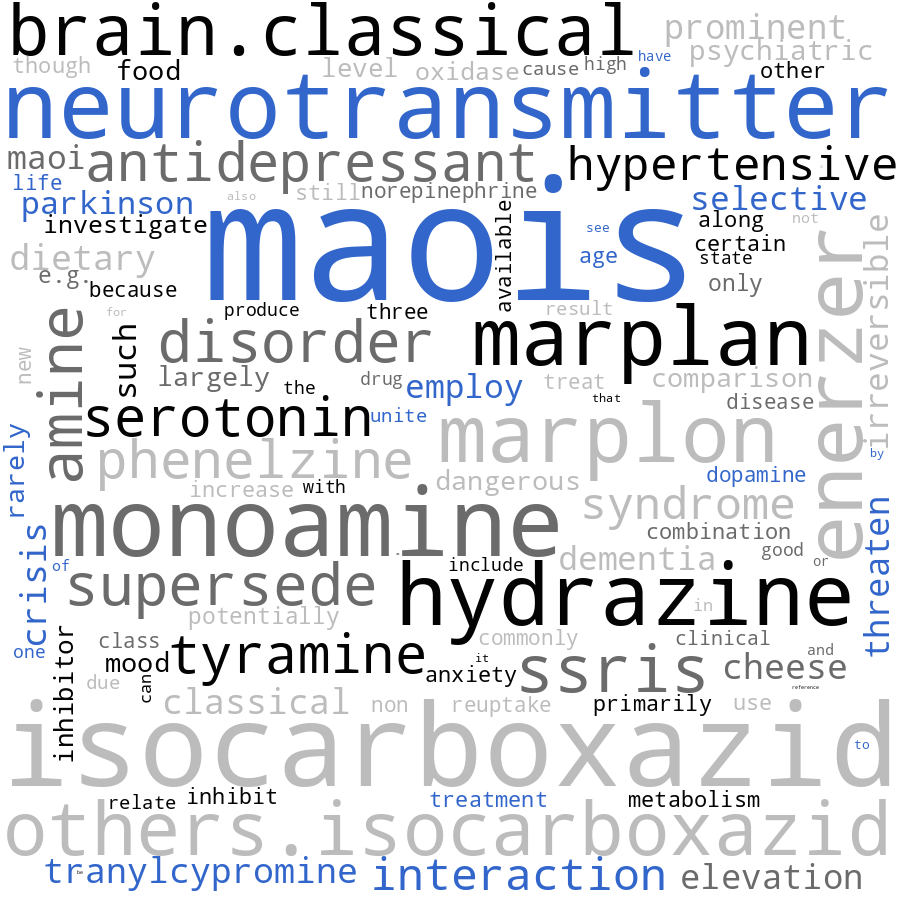 brain.classical prominent
though food level oxidase cause high have psychiatric other
neurotransmitter
maoi antidepressant hypertensive
life also still norepinephrine selective
parkinson maois along not
investigate available see certain
dietary age state
e.g. because only irreversible
produce three result
for disorder marplan energizer
new amine such largely the drug employ treat comparison
that disease
serotonin unite marplon
rarely phenelzine dangerous dopamine by
increase with syndrome
monoamine combination
crisis of include dementia good or threaten
supersede hydrazine
potentially in
one inhibitor class commonly clinical
mood tyramine it and
due can anxiety ssris cheese
reference
classical non reuptake primarily use
isocarboxazid to
relate inhibit treatment metabolism
others.isocarboxazid
tranylcypromine be interaction elevation